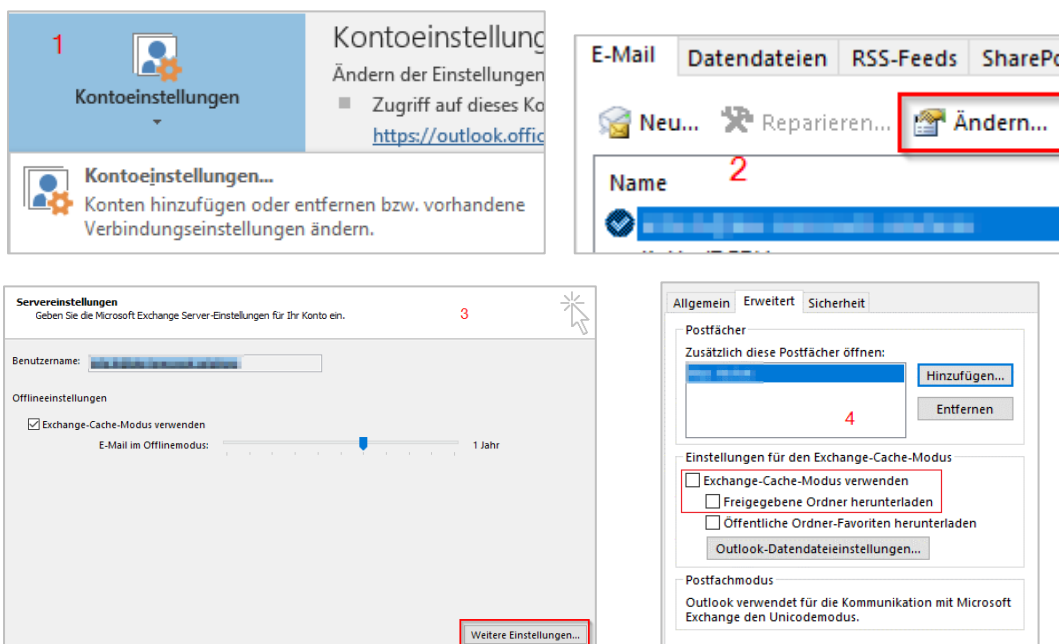 1
Kontoeinstellungen
Kontoeinstellung
Ändern der Einstellungen
Zugriff auf dieses Ko
https://outlook.offic
Kontoeinstellungen...
Konten hinzufügen oder entfernen bzw. vorhandene
Verbindungseinstellungen ändern.
E-Mail Datendateien RSS-Feeds SharePo
Neu... Reparieren... Ändern...
2
Name
Servereinstellungen
Geben Sie die Microsoft Exchange Server-Einstellungen für Ihr Konto ein.
3
Benutzername:
Offlineeinstellungen
Exchange-Cache-Modus verwenden
E-Mail im Offlinemodus: 1 Jahr
Weitere Einstellungen...
Allgemein Erweitert Sicherheit
Postfächer
Zusätzlich diese Postfächer öffnen:
Hinzufügen...
Entfernen
4
Einstellungen für den Exchange-Cache-Modus
Exchange-Cache-Modus verwenden
Freigegebene Ordner herunterladen
Öffentliche Ordner-Favoriten herunterladen
Outlook-Datendateieinstellungen...
Postfachmodus
Outlook verwendet für die Kommunikation mit Microsoft
Exchange den Unicodemodus.